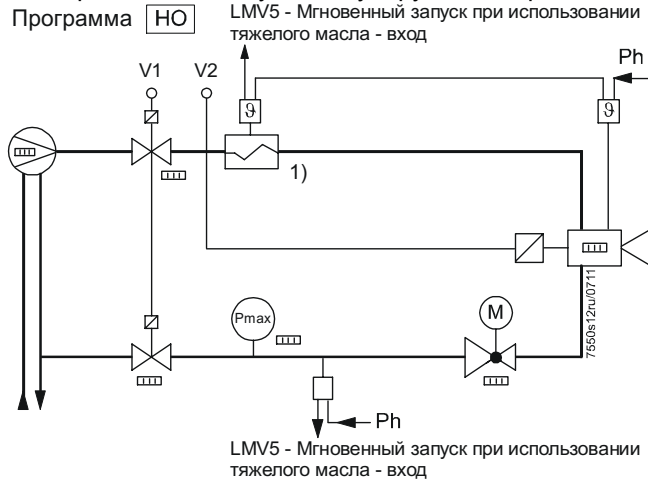 Программа HO
LMV5 - Мгновенный запуск при использовании
тяжелого масла - вход
Ph
V1
V2
ϑ
ϑ
1)
7550s12ru/0711
Pmax
M
Ph
LMV5 - Мгновенный запуск при использовании
тяжелого масла - вход